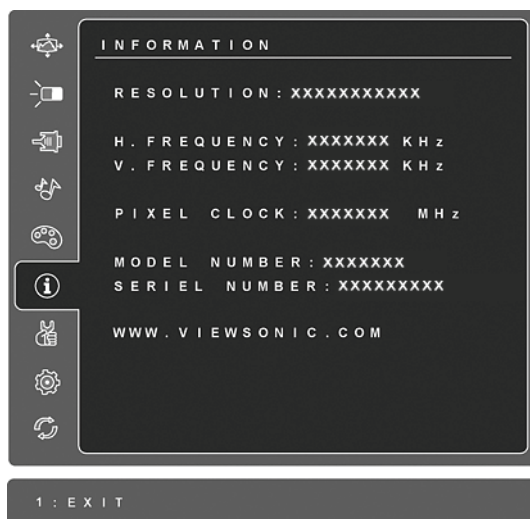 INFORMATION
RESOLUTION: XXXXXXXXXXX
H. FREQUENCY: XXXXXXX KHz
V. FREQUENCY: XXXXXXX KHz
PIXEL CLOCK: XXXXXXX MHz
MODEL NUMBER: XXXXXXX
SERIEL NUMBER: XXXXXXXXX
WWW.VIEWSONIC.COM
1:EXIT